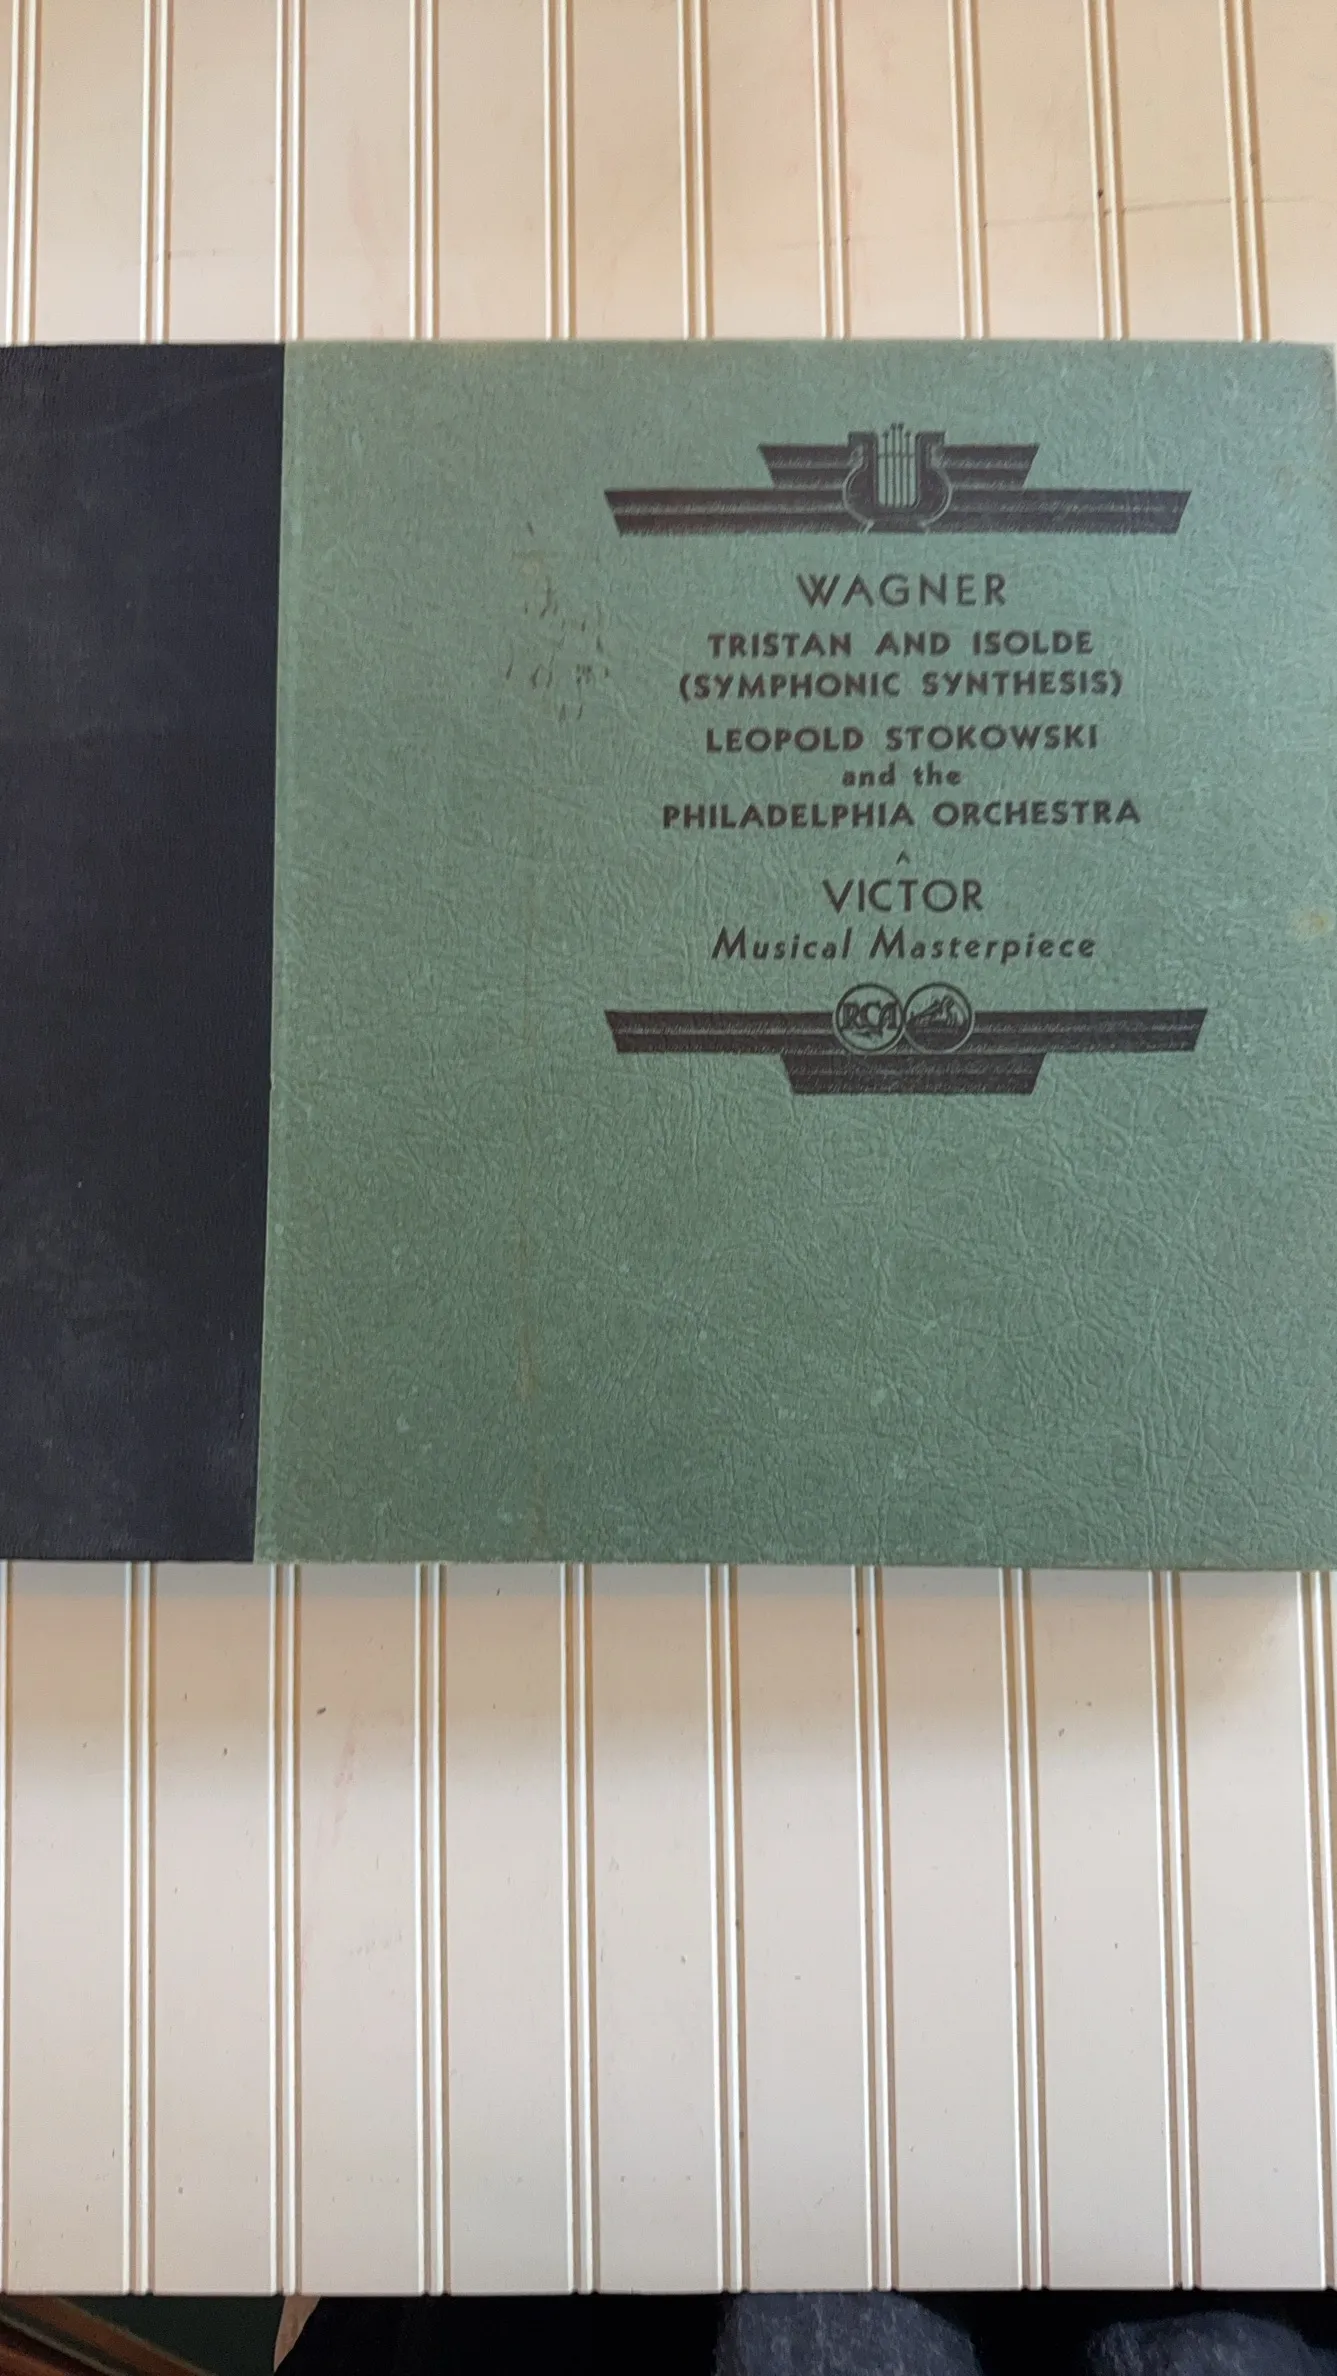 WAGNER
TRISTAN AND ISOLDE
(SYMPHONIC SYNTHESIS)
LEOPOLD STOKOWSKI
and the
PHILADELPHIA ORCHESTRA
VICTOR
Musical Masterpiece
RCA